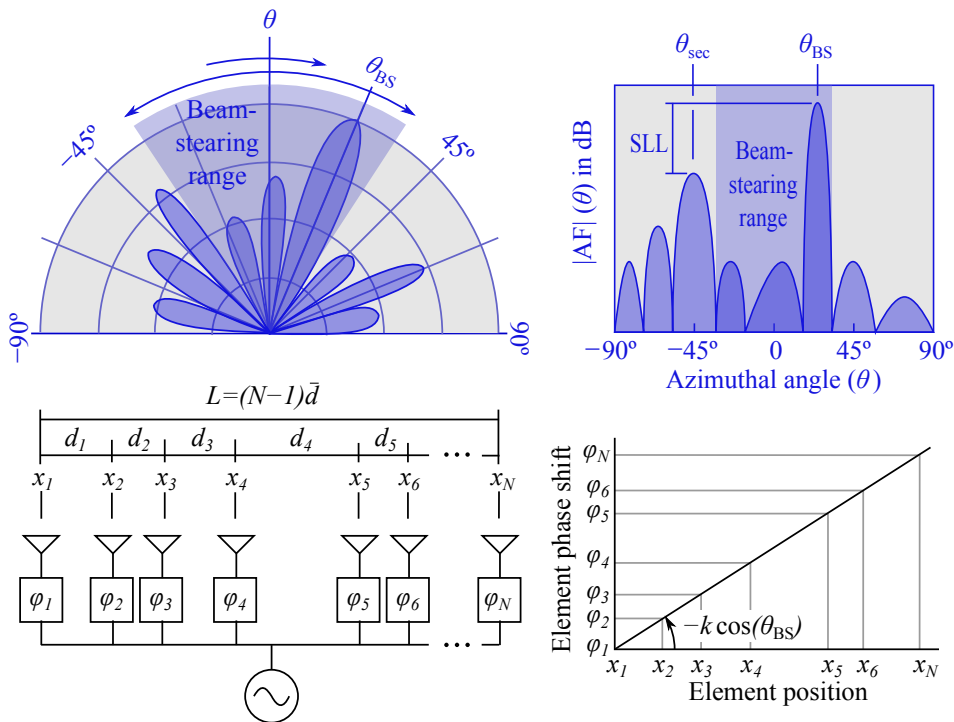 θ
θBS
Beam-
stearing
range
−45º
45º
−90º
90º
θsec
θBS
|AF| (θ) in dB
SLL
Beam-
stearing
range
−90º −45º 0 45º 90º
Azimuthal angle (θ)
L=(N−1)d̄
d1 d2 d3 d4 d5 ...
x1 x2 x3 x4 x5 x6 xN
φ1 φ2 φ3 φ4 φ5 φ6 φN
...
Element phase shift
φN
φ6
φ5
φ4
φ3
φ2
φ1
−k cos(θBS)
x1 x2 x3 x4 x5 x6 xN
Element position